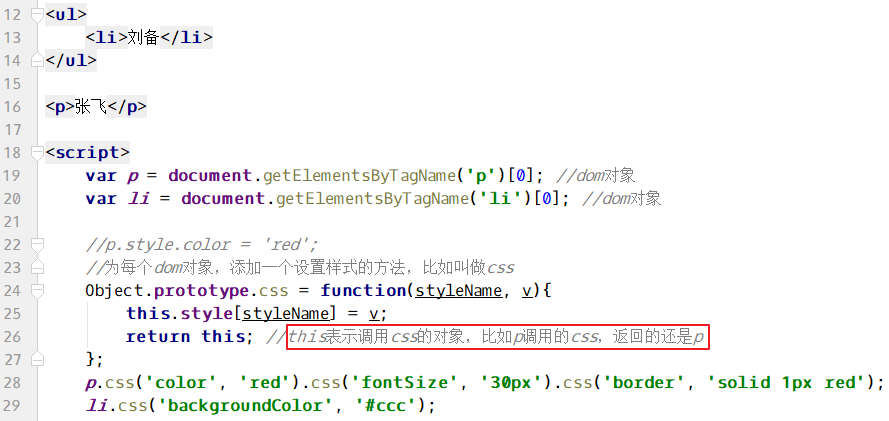 12 <ul>
13 <li>刘备</li>
14 </ul>
15
16 <p>张飞</p>
17
18 <script>
19 var p = document.getElementsByTagName('p')[0]; //dom对象
20 var li = document.getElementsByTagName('li')[0]; //dom对象
21
22 //p.style.color = 'red';
23 //为每个dom对象，添加一个设置样式的方法，比如叫做css
24 Object.prototype.css = function(styleName, v){
25 this.style[styleName] = v;
26 return this; //this表示调用css的对象，比如p调用的css，返回的还是p
27 };
28 p.css('color', 'red').css('fontSize', '30px').css('border', 'solid 1px red');
29 li.css('backgroundColor', '#ccc');